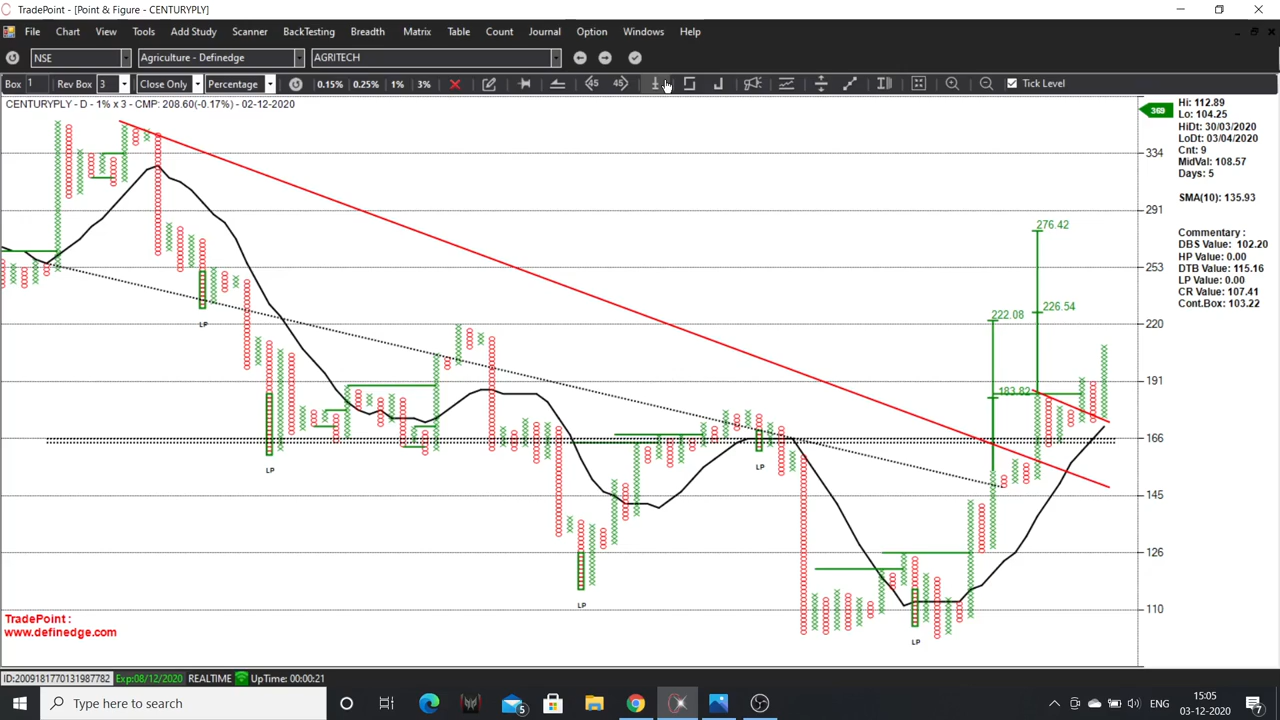 TradePoint - [Point & Figure - CENTURYPLY]
File Chart View Tools Add Study Scanner BackTesting Breadth Matrix Table Count Journal Options Windows Help
NSE Agriculture - Definedge AGRITECH
Box 1 Rev Box 3 Close Only Percentage 0.15% 0.25% 1% 3% 45 45 Tick Level
CENTURYPLY - D - 1% x 3 - CMP: 208.60(-0.17%) - 02-12-2020
369
334
291
253
220
191
166
145
126
110
276.42
226.54
222.08
183.82
LP
LP
LP
LP
LP
Hi: 112.89
Lo: 104.25
HiDt: 30/03/2020
LoDt: 03/04/2020
Cnt: 9
MidVal: 108.57
Days: 5
SMA(10): 135.93
Commentary :
DBS Value: 102.20
HP Value: 0.00
DTB Value: 115.16
LP Value: 0.00
CR Value: 107.41
Cont.Box: 103.22
TradePoint :
www.definedge.com
ID:2009181770131987782 Exp:08/12/2020 REALTIME UpTime: 00:00:21
Type here to search
5
ENG
15:05
03-12-2020
7